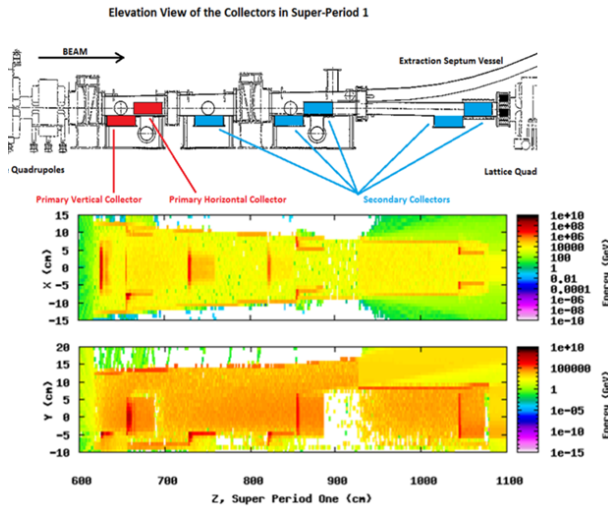 Elevation View of the Collectors in Super-Period 1
BEAM
Extraction Septum Vessel
Quadrupoles
Lattice Quad
Primary Vertical Collector
Primary Horizontal Collector
Secondary Collectors
15
10
5
0
-5
-10
-15
X (cm)
1e+10
1e+08
1e+06
10000
100
1
0.01
0.0001
1e-06
1e-08
1e-10
Energy (GeV)
20
15
10
5
0
-5
-10
Y (cm)
1e+10
100000
1
1e-05
1e-10
1e-15
Energy (GeV)
600
700
800
900
1000
1100
Z, Super Period One (cm)